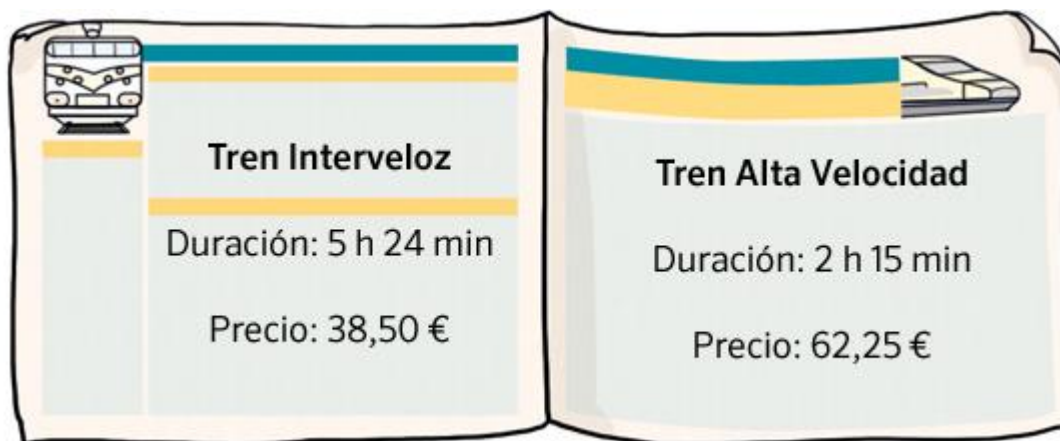 Tren Interveloz
Duración: 5 h 24 min
Precio: 38,50 €
Tren Alta Velocidad
Duración: 2 h 15 min
Precio: 62,25 €